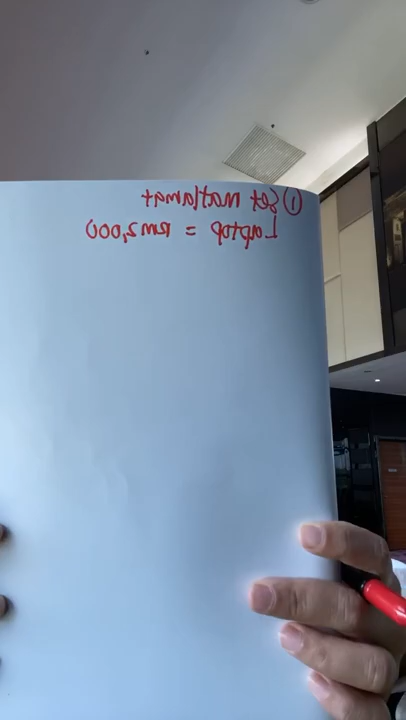 ① Set matlamat
Laptop = RM2,000